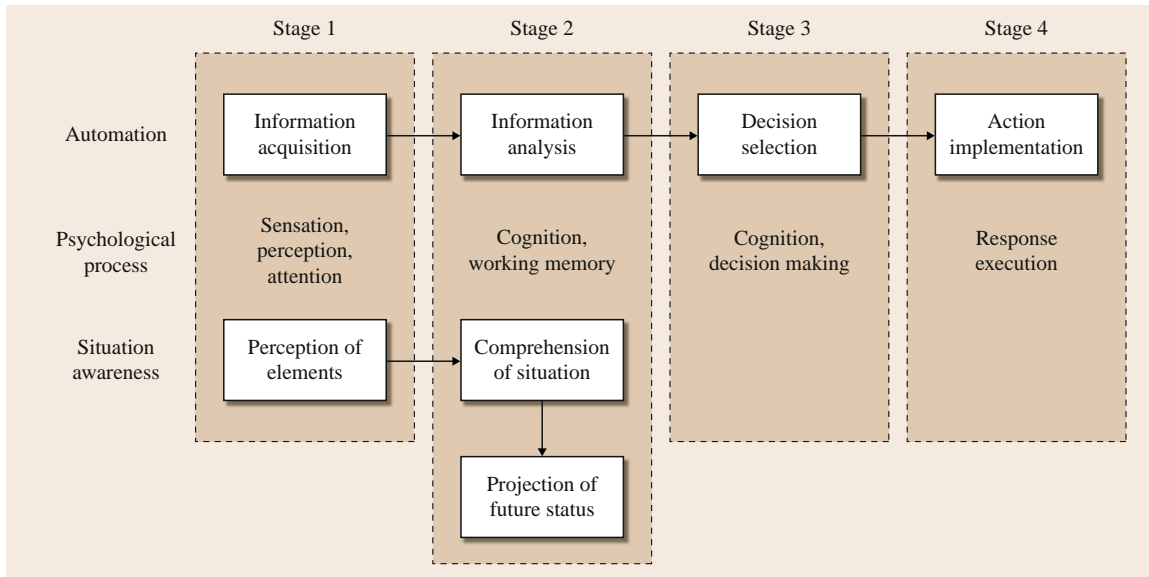 Stage 1
Stage 2
Stage 3
Stage 4
Automation
Information
acquisition
Information
analysis
Decision
selection
Action
implementation
Psychological
process
Sensation,
perception,
attention
Cognition,
working memory
Cognition,
decision making
Response
execution
Situation
awareness
Perception of
elements
Comprehension
of situation
Projection of
future status